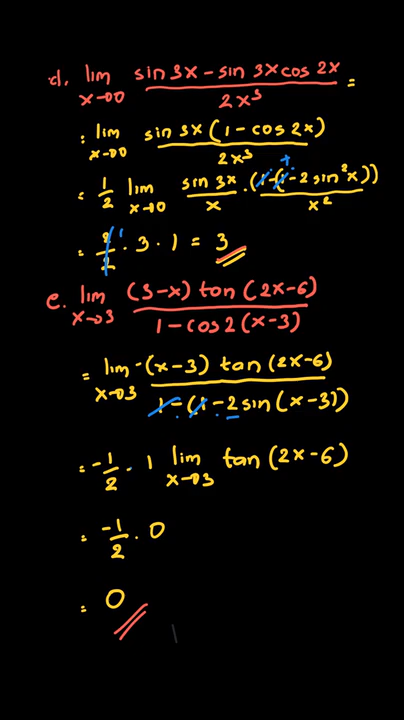 d. lim x→0 (sin 3x - sin 3x cos 2x) / 2x³ =
= lim x→0 sin 3x (1 - cos 2x) / 2x³
= 1/2 lim x→0 sin 3x / x · (1 - (1 - 2 sin² x)) / x²
= 2/2 · 3 · 1 = 3
e. lim x→3 (3-x) tan (2x-6) / 1 - cos 2 (x-3)
= lim x→3 -(x-3) tan (2x-6) / 1 - (1 - 2 sin (x-3))
= -1/2 · 1 lim x→3 tan (2x-6)
= -1/2 · 0
= 0